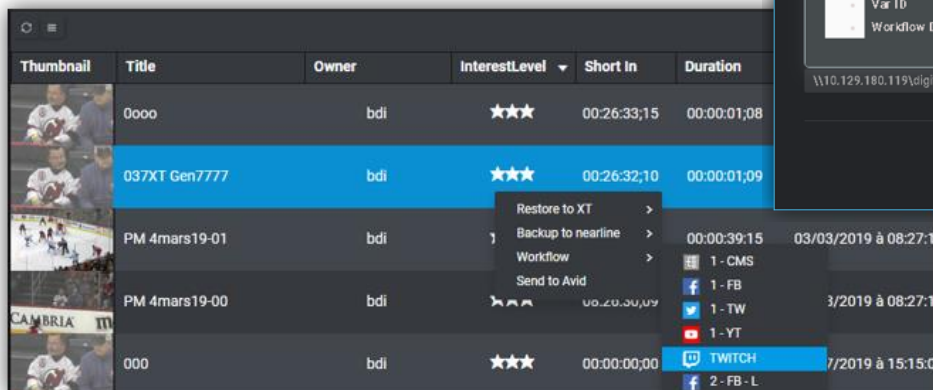 Var ID
Workflow D
\\10.129.180.119\digi
Thumbnail Title Owner InterestLevel Short In Duration
0ooo bdi ★★★ 00:26:33;15 00:00:01;08
037XT Gen7777 bdi ★★★ 00:26:32;10 00:00:01;09
Restore to XT >
Backup to nearline >
Workflow >
Send to Avid
PM 4mars19-01 bdi 00:00:39:15 03/03/2019 à 08:27:1
1 - CMS
1 - FB
1 - TW
1 - YT
TWITCH
2 - FB - L
PM 4mars19-00 bdi 3/2019 à 08:27:1
CAMBRIA
000 bdi ★★★ 00:00:00;00 7/2019 à 15:15:0